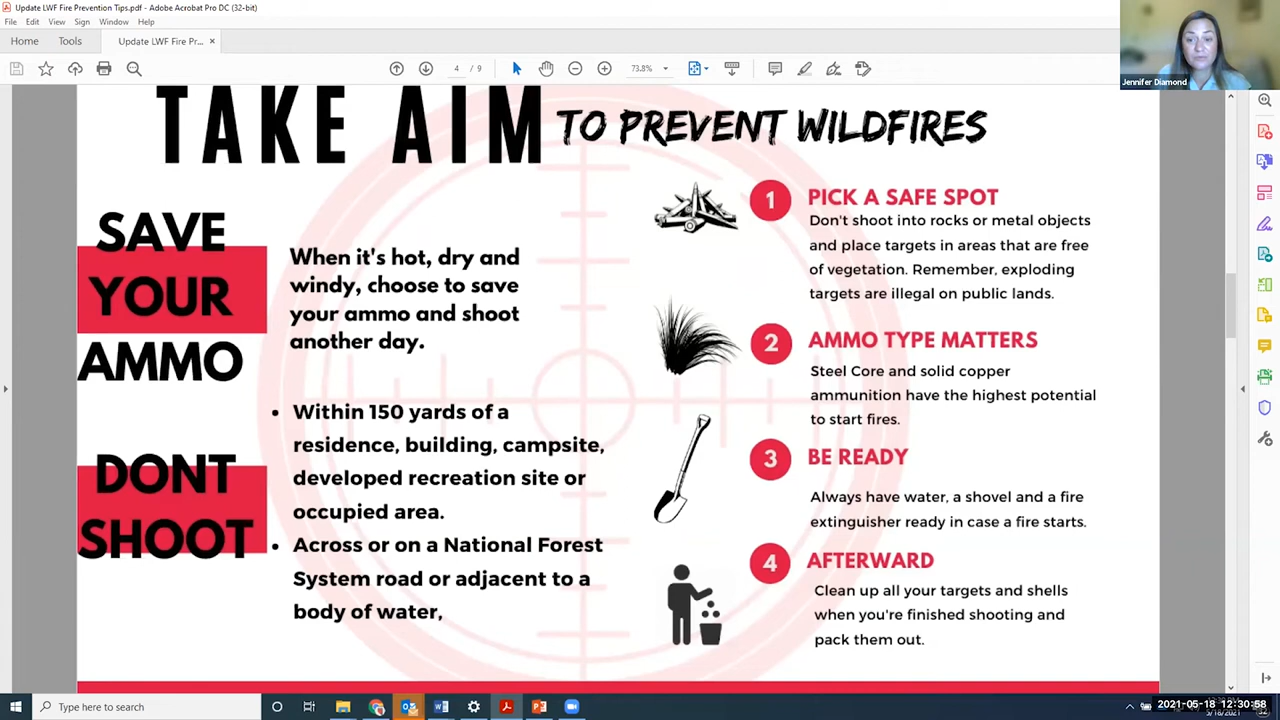 Update LWF Fire Prevention Tips.pdf - Adobe Acrobat Pro DC (32-bit)
File Edit View Sign Window Help
Home Tools Update LWF Fire Pr... ×
4 / 9 73.8%
Jennifer Diamond
TAKE AIM TO PREVENT WILDFIRES
SAVE
YOUR
AMMO
When it's hot, dry and
windy, choose to save
your ammo and shoot
another day.
DONT
SHOOT
• Within 150 yards of a
residence, building, campsite,
developed recreation site or
occupied area.
• Across or on a National Forest
System road or adjacent to a
body of water,
1 PICK A SAFE SPOT
Don't shoot into rocks or metal objects
and place targets in areas that are free
of vegetation. Remember, exploding
targets are illegal on public lands.
2 AMMO TYPE MATTERS
Steel Core and solid copper
ammunition have the highest potential
to start fires.
3 BE READY
Always have water, a shovel and a fire
extinguisher ready in case a fire starts.
4 AFTERWARD
Clean up all your targets and shells
when you're finished shooting and
pack them out.
Type here to search
2021-05-18 12:30:58